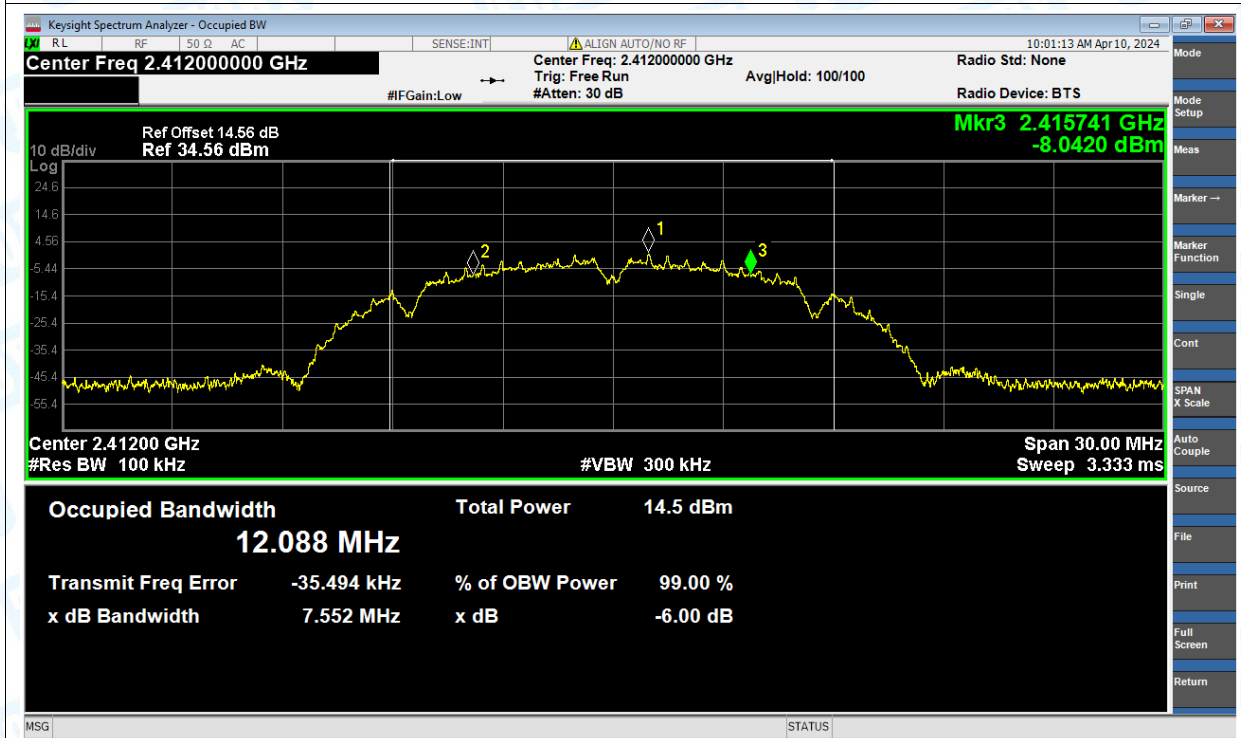 Keysight Spectrum Analyzer - Occupied BW
LXI RL RF 50 Ω AC SENSE:INT ALIGN AUTO/NO RF 10:01:13 AM Apr 10, 2024
Center Freq 2.412000000 GHz
Center Freq: 2.412000000 GHz
Radio Std: None
Trig: Free Run
Avg|Hold: 100/100
#IFGain:Low
#Atten: 30 dB
Radio Device: BTS
Mkr3 2.415741 GHz
-8.0420 dBm
Ref Offset 14.56 dB
10 dB/div Ref 34.56 dBm
Log
24.6
14.6
4.56
-5.44
-15.4
-25.4
-35.4
-45.4
-55.4
1
2
3
Center 2.41200 GHz Span 30.00 MHz
#Res BW 100 kHz #VBW 300 kHz Sweep 3.333 ms
Occupied Bandwidth Total Power 14.5 dBm
12.088 MHz
Transmit Freq Error -35.494 kHz % of OBW Power 99.00 %
x dB Bandwidth 7.552 MHz x dB -6.00 dB
Mode
Mode
Setup
Meas
Marker→
Marker
Function
Single
Cont
SPAN
X Scale
Auto
Couple
Source
File
Print
Full
Screen
Return
MSG STATUS